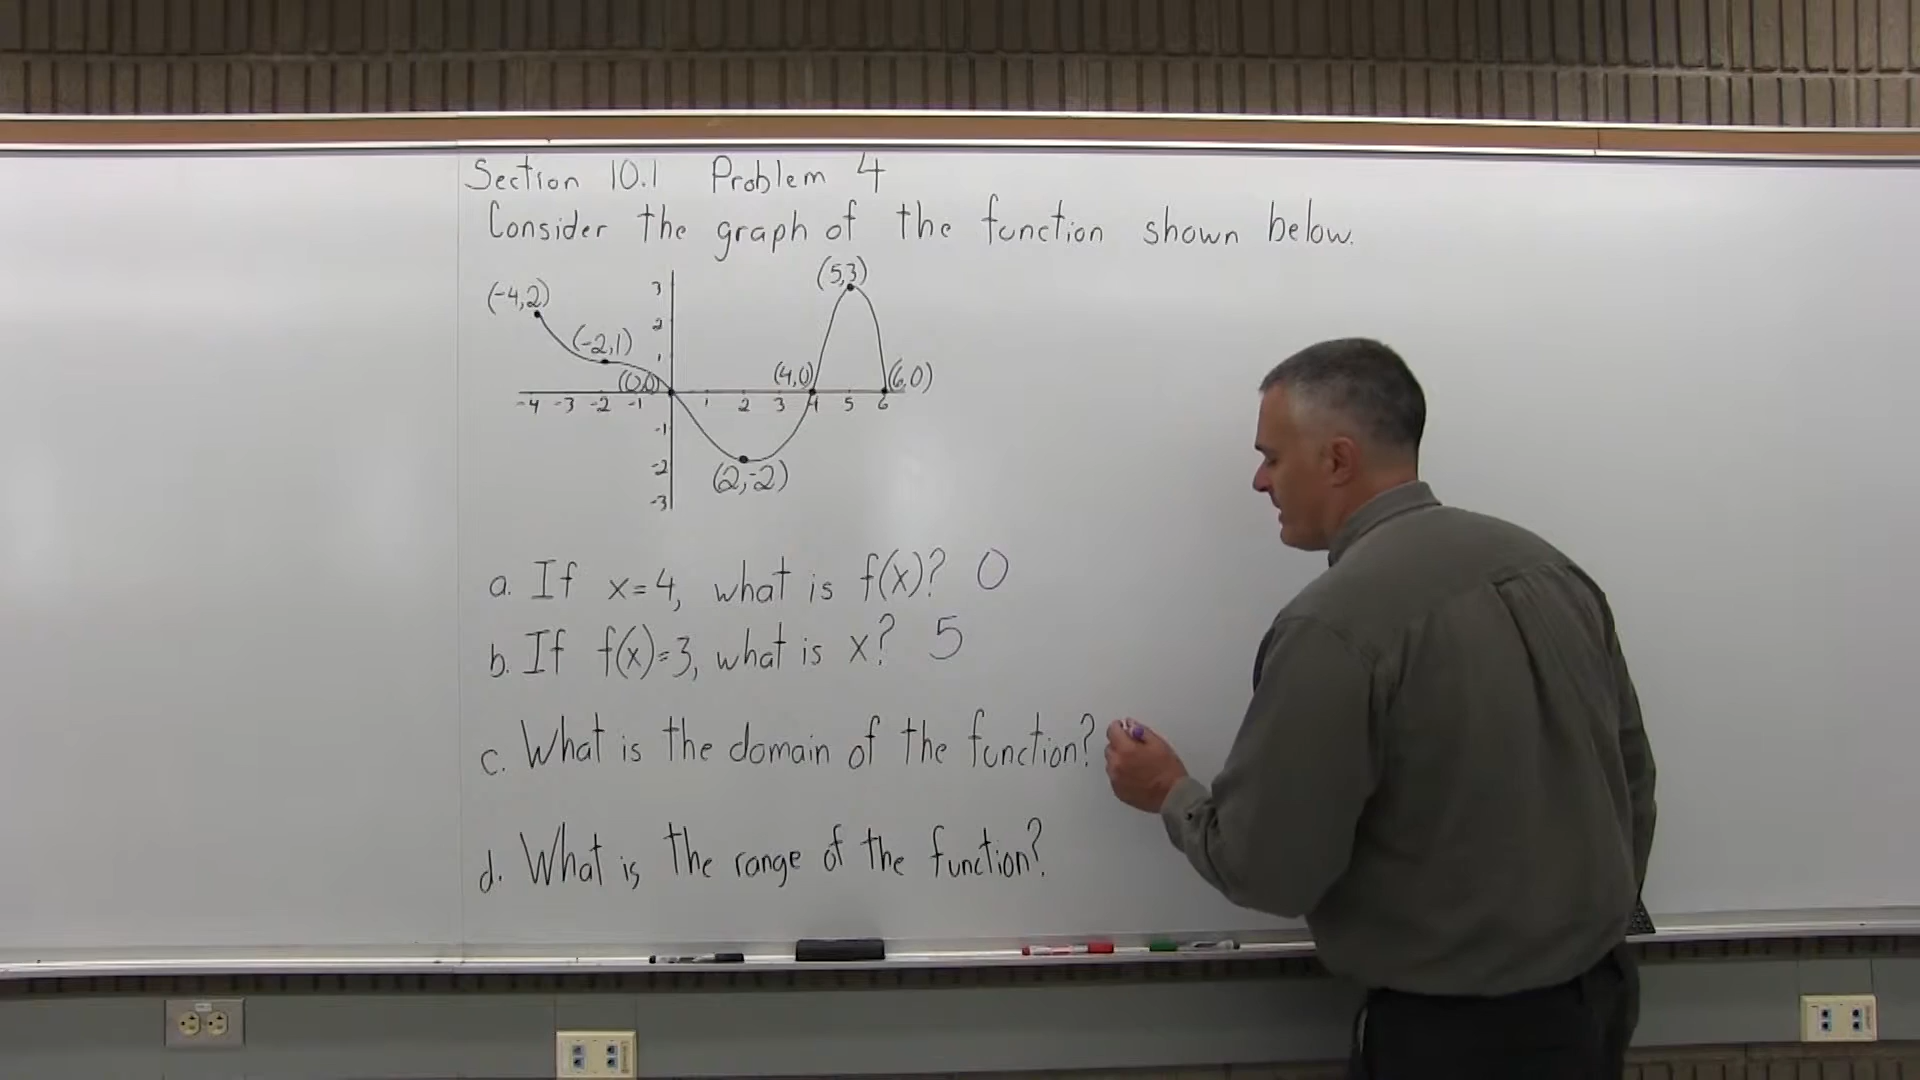 Section 10.1 Problem 4
Consider the graph of the function shown below.
(5,3)
(-4,2)
3
2
(-2,1)
1
(0,0)
(4,0)
(6,0)
-4 -3 -2 -1 1 2 3 4 5 6
-1
-2
(2,-2)
-3
a. If x=4, what is f(x)? 0
b. If f(x)=3, what is x? 5
c. What is the domain of the function?
d. What is the range of the function?